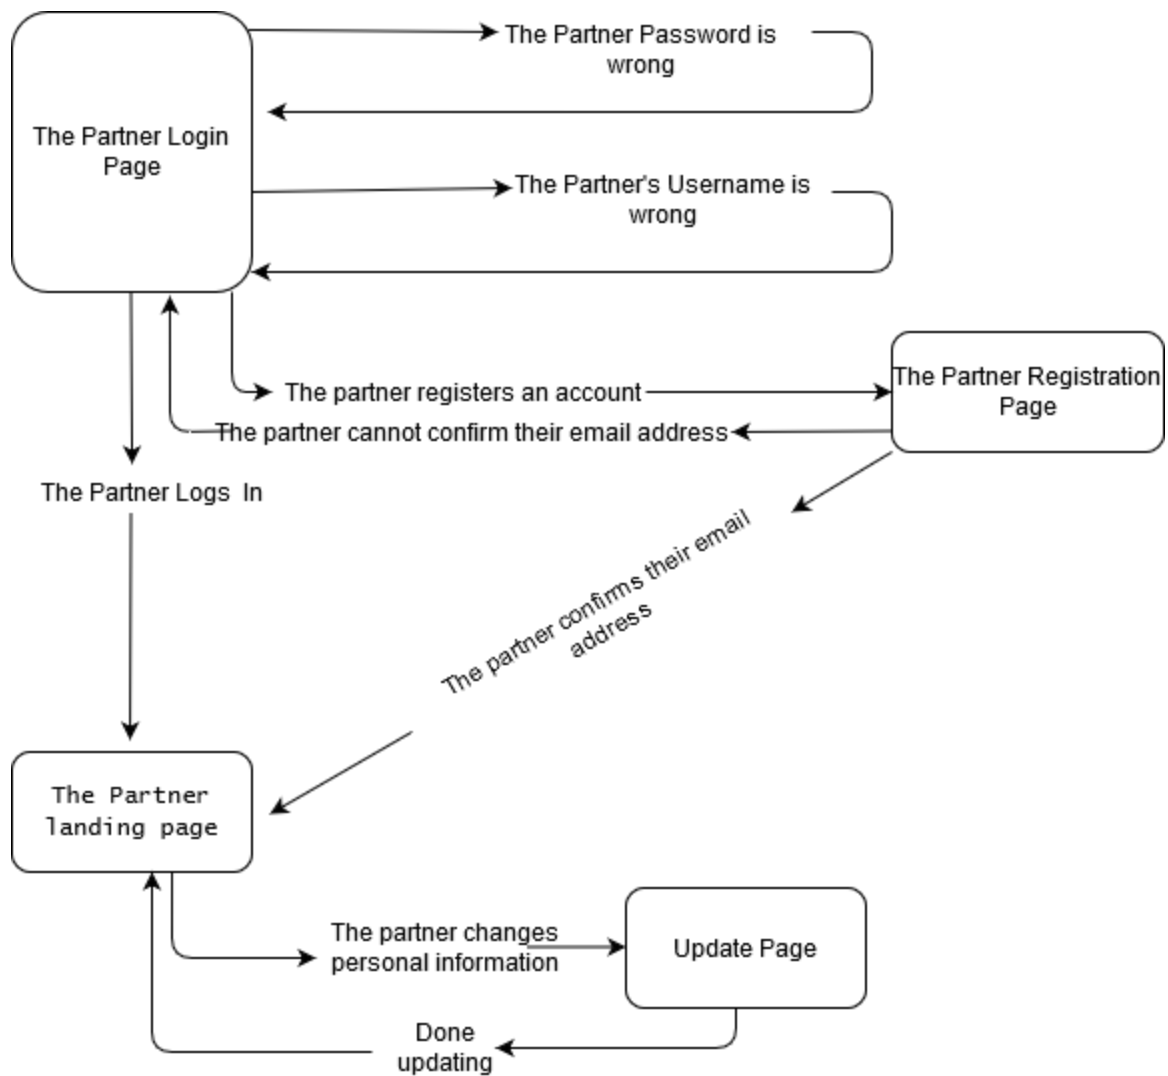 The Partner Password is
wrong
The Partner Login
Page
The Partner's Username is
wrong
The Partner Registration
Page
The partner registers an account
The partner cannot confirm their email address
The Partner Logs In
The partner confirms their email
address
The Partner
landing page
The partner changes
personal information
Update Page
Done
updating